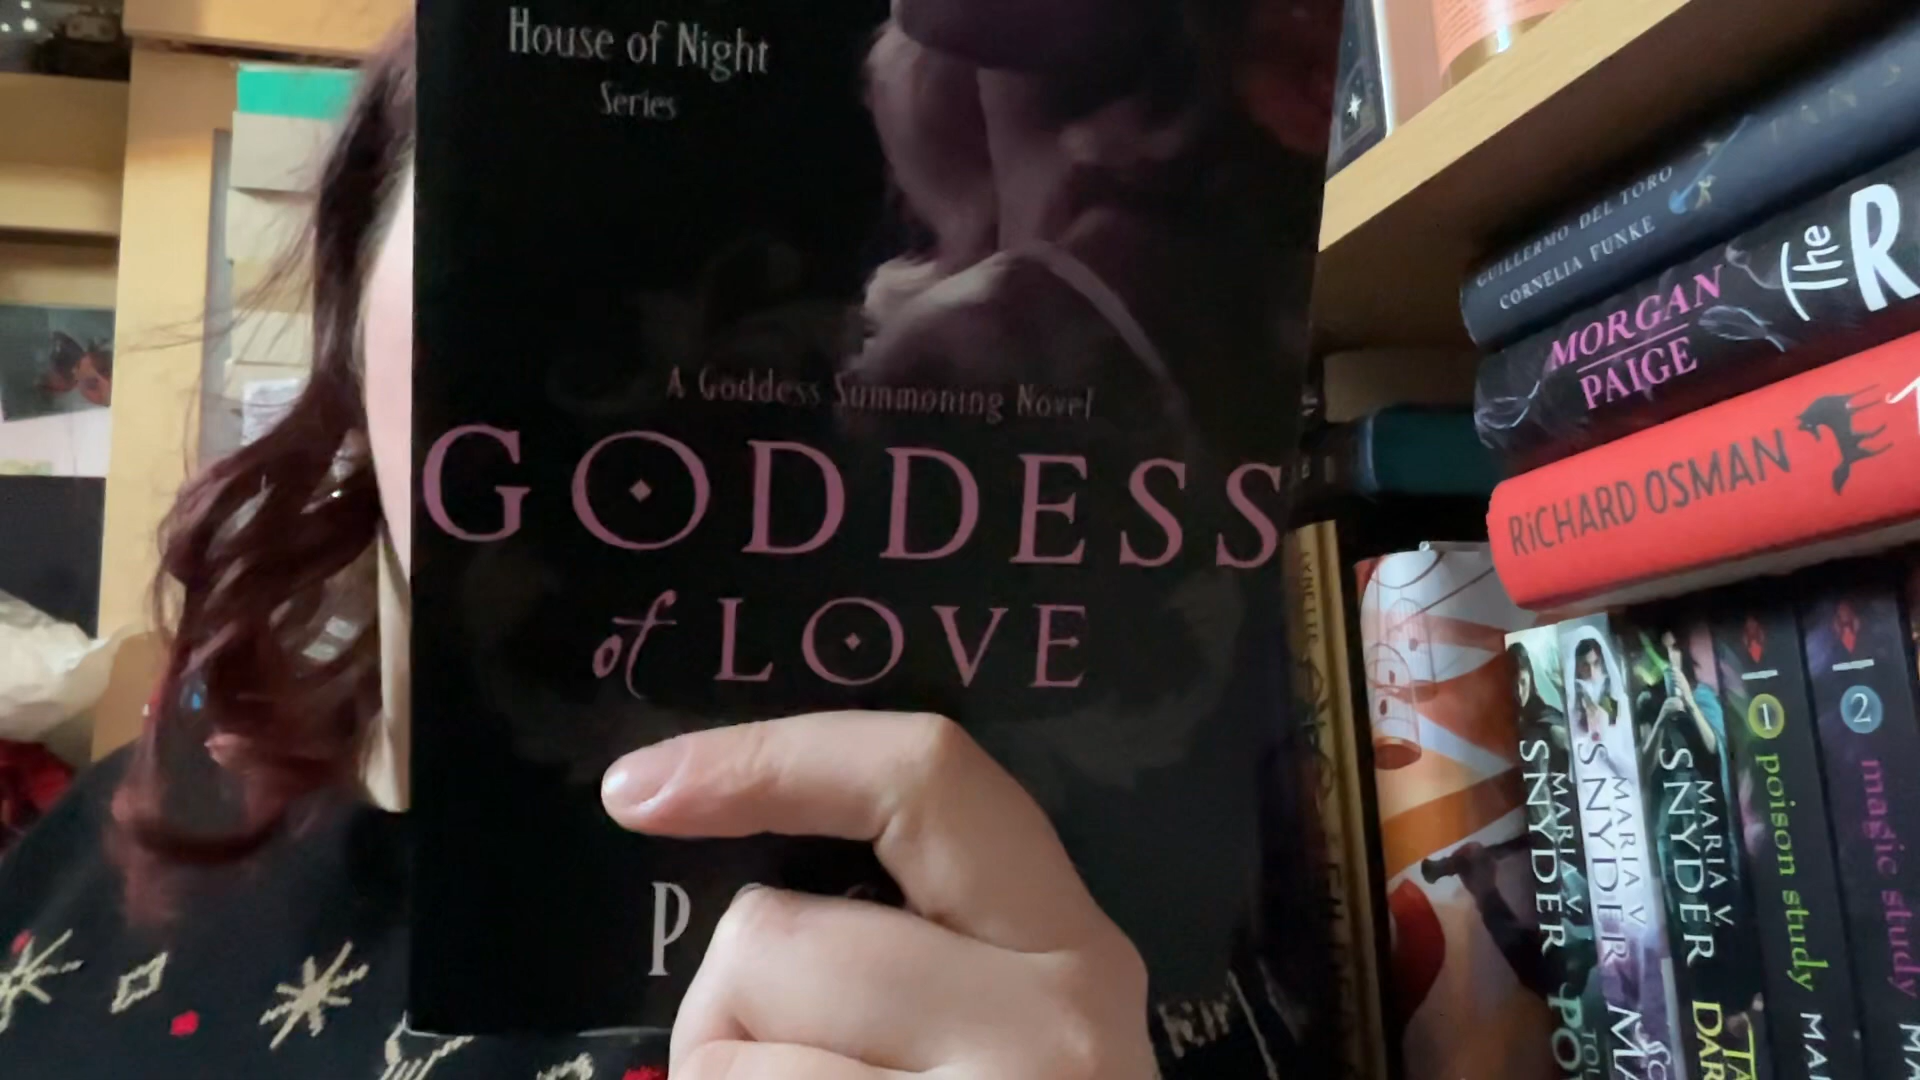 House of Night
Series
A Goddess Summoning Novel
GODDESS
of LOVE
P
GUILLERMO DEL TORO
CORNELIA FUNKE
MORGAN
PAIGE
The R
RICHARD OSMAN
MARIA V.
SNYDER
MARIA V.
SNYDER
MARIA V.
SNYDER
1 poison study
2 magic study